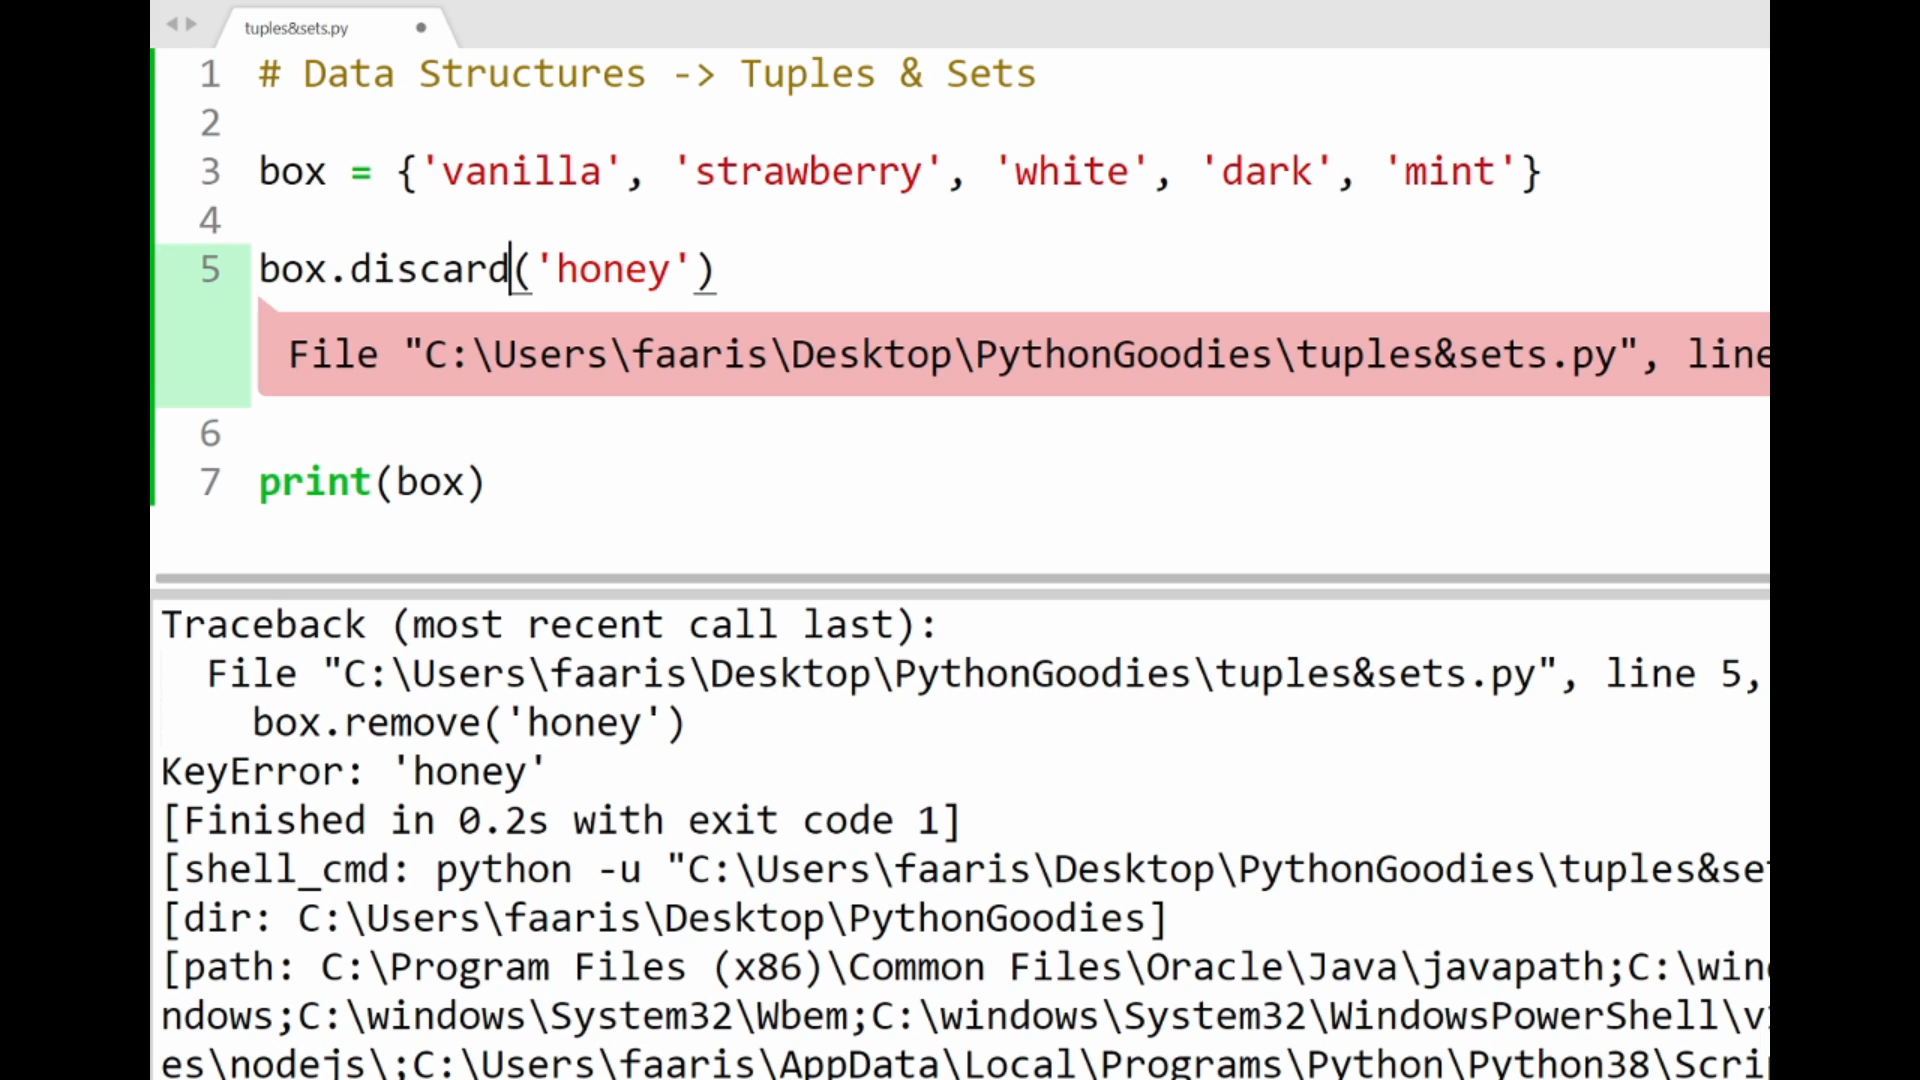 tuples&sets.py
1 # Data Structures -> Tuples & Sets
2
3 box = {'vanilla', 'strawberry', 'white', 'dark', 'mint'}
4
5 box.discard('honey')
File "C:\Users\faaris\Desktop\PythonGoodies\tuples&sets.py", line
6
7 print(box)
Traceback (most recent call last):
File "C:\Users\faaris\Desktop\PythonGoodies\tuples&sets.py", line 5,
box.remove('honey')
KeyError: 'honey'
[Finished in 0.2s with exit code 1]
[shell_cmd: python -u "C:\Users\faaris\Desktop\PythonGoodies\tuples&set
[dir: C:\Users\faaris\Desktop\PythonGoodies]
[path: C:\Program Files (x86)\Common Files\Oracle\Java\javapath;C:\wind
ndows;C:\windows\System32\Wbem;C:\windows\System32\WindowsPowerShell\v
es\nodejs\;C:\Users\faaris\AppData\Local\Programs\Python\Python38\Scri